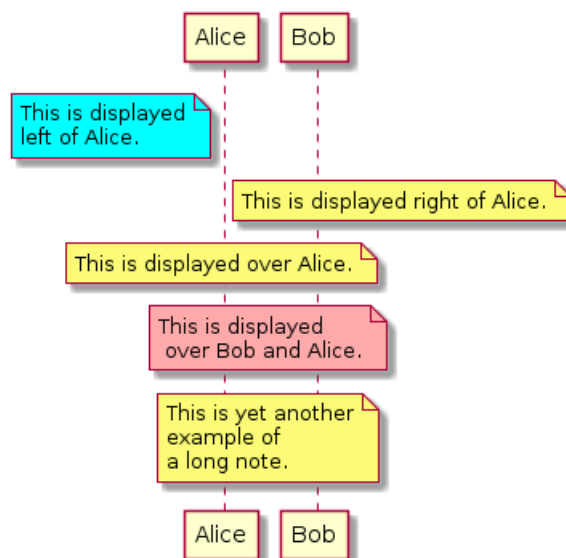 Alice Bob
This is displayed
left of Alice.
This is displayed right of Alice.
This is displayed over Alice.
This is displayed
over Bob and Alice.
This is yet another
example of
a long note.
Alice Bob